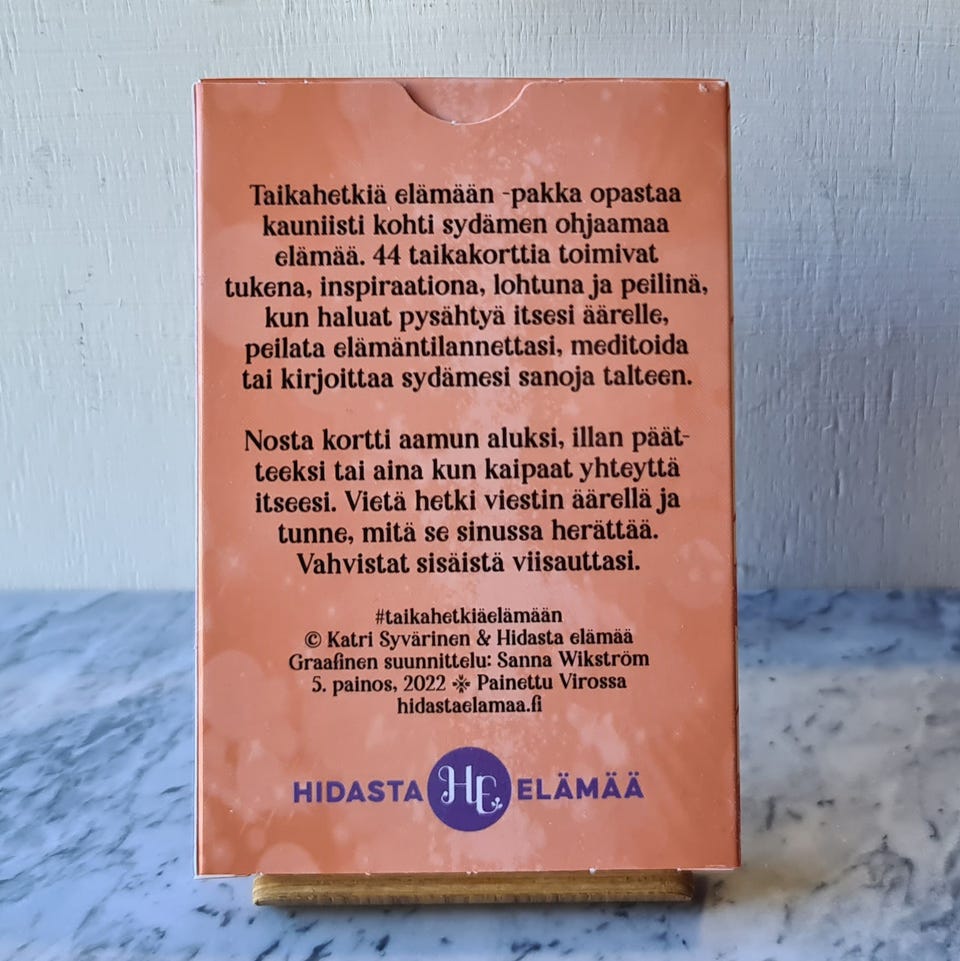 Taikahetkiä elämään -pakka opastaa
kauniisti kohti sydämen ohjaamaa
elämää. 44 taikakorttia toimivat
tukena, inspiraationa, lohtuna ja peilinä,
kun haluat pysähtyä itsesi äärelle,
peilata elämäntilannettasi, meditoida
tai kirjoittaa sydämesi sanoja talteen.
Nosta kortti aamun aluksi, illan päät-
teeksi tai aina kun kaipaat yhteyttä
itseesi. Vietä hetki viestin äärellä ja
tunne, mitä se sinussa herättää.
Vahvistat sisäistä viisauttasi.
#taikahetkiäelämään
© Katri Syvärinen & Hidasta elämää
Graafinen suunnittelu: Sanna Wikström
5. painos, 2022 ❉ Painettu Virossa
hidastaelamaa.fi
HIDASTA HE ELÄMÄÄ